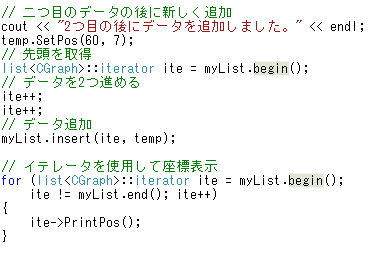 // 二つ目のデータの後に新しく追加
cout << "2つ目の後にデータを追加しました。" << endl;
temp.SetPos(60, 7);
// 先頭を取得
list<CGraph>::iterator ite = myList.begin();
// データを2つ進める
ite++;
ite++;
// データ追加
myList.insert(ite, temp);

// イテレータを使用して座標表示
for (list<CGraph>::iterator ite = myList.begin();
    ite != myList.end(); ite++)
{
    ite->PrintPos();
}